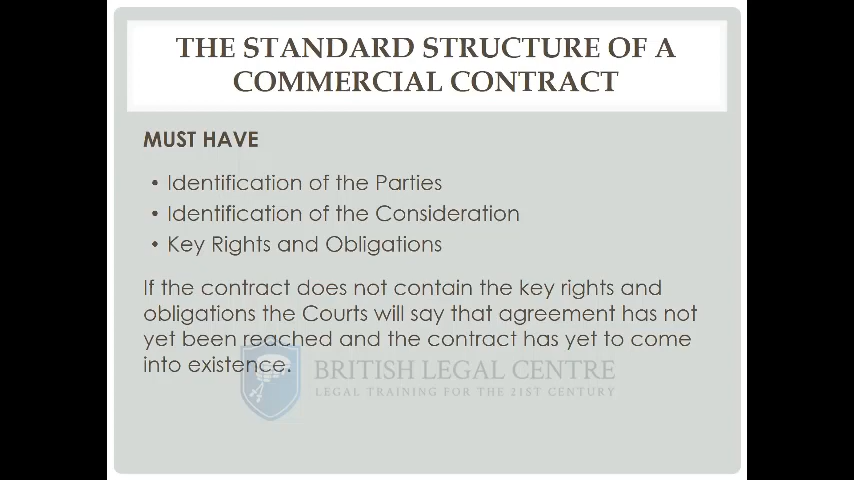 THE STANDARD STRUCTURE OF A
COMMERCIAL CONTRACT
MUST HAVE
• Identification of the Parties
• Identification of the Consideration
• Key Rights and Obligations
If the contract does not contain the key rights and
obligations the Courts will say that agreement has not
yet been reached and the contract has yet to come
into existence.
BRITISH LEGAL CENTRE
LEGAL TRAINING FOR THE 21ST CENTURY